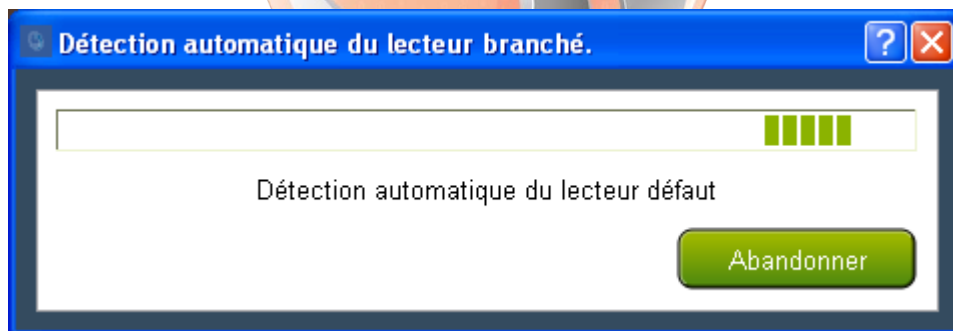 Détection automatique du lecteur branché.
Détection automatique du lecteur défaut
Abandonner